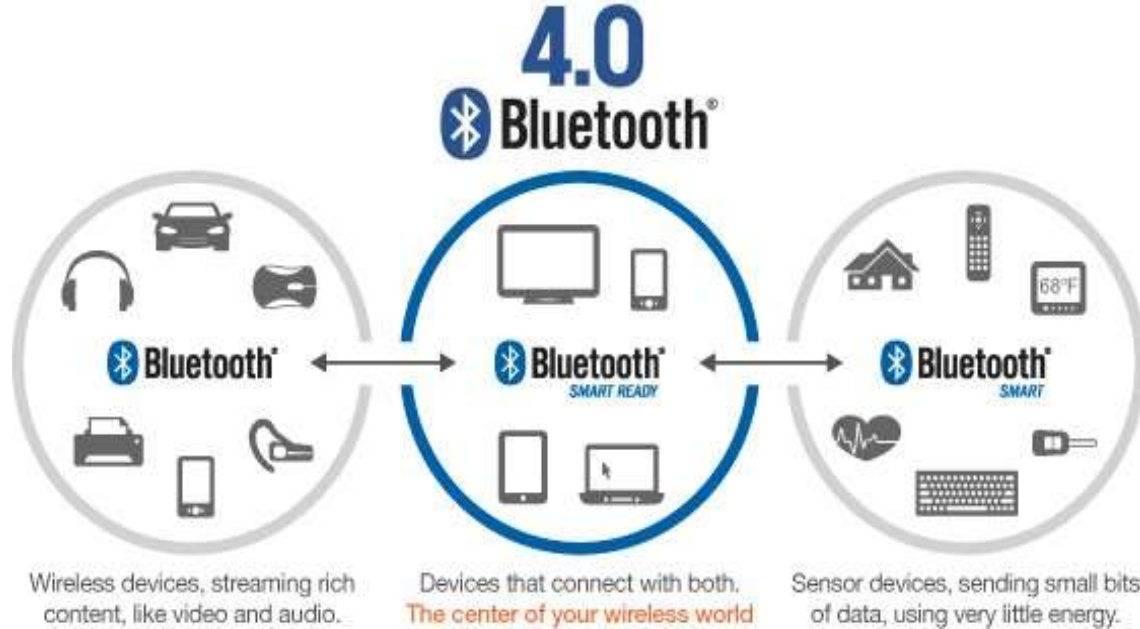 4.0
Bluetooth®
68°F
Bluetooth®
Bluetooth®
SMART READY
Bluetooth®
SMART
Wireless devices, streaming rich
content, like video and audio.
Devices that connect with both.
The center of your wireless world
Sensor devices, sending small bits
of data, using very little energy.